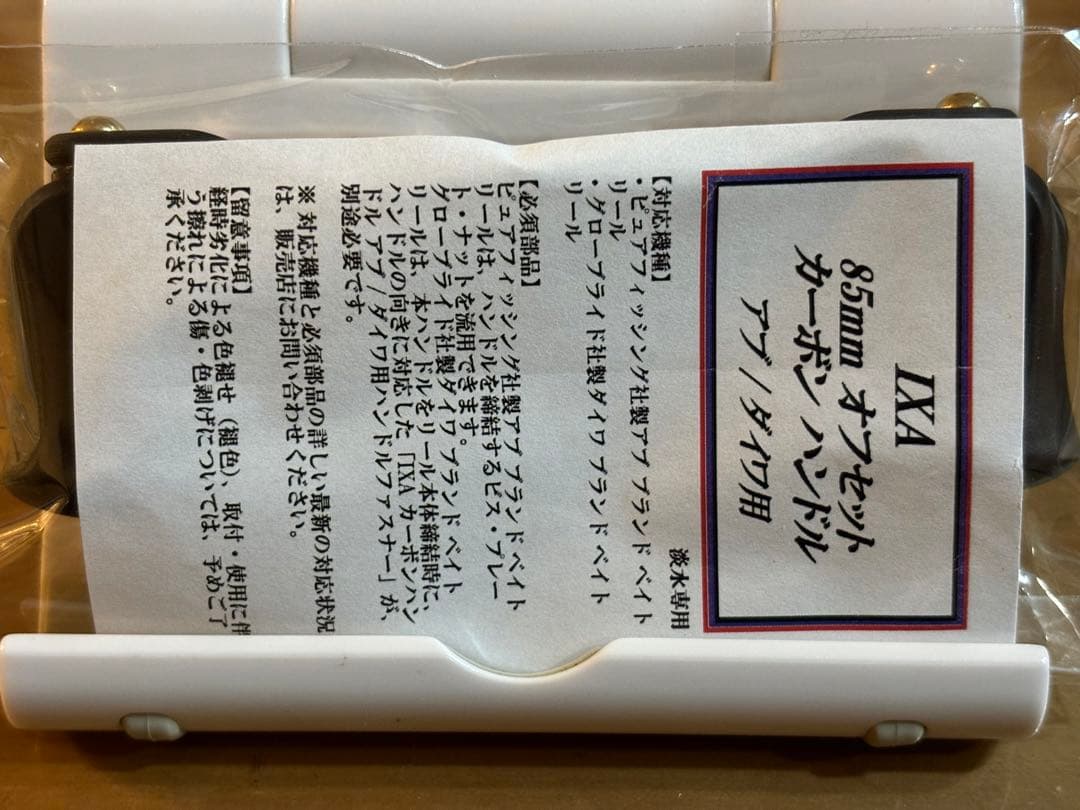 IXA
85mm オフセット
カーボン ハンドル
アブ / ダイワ用
淡水専用
【対応機種】
・ピュアフィッシング社製アブ ブランド ベイト
リール
・グローブライド社製ダイワ ブランド ベイト
リール
【必須部品】
ピュアフィッシング社製アブ ブランド ベイト
リールは、ハンドルを締結するビス・プレー
ト・ナットを流用できます。
グローブライド社製ダイワ ブランド ベイト
リールは、本ハンドルをリール本体締結時に、
ハンドルの向きに対応した「IXA カーボンハン
ドル アブ / ダイワ用ハンドルファスナー」が、
別途必要です。
※ 対応機種と必須部品の詳しい最新の対応状況
は、販売店にお問い合わせください。
【留意事項】
経時劣化による色褪せ（褪色）、取付・使用に伴
う擦れによる傷・色剥げについては、予めご了
承ください。